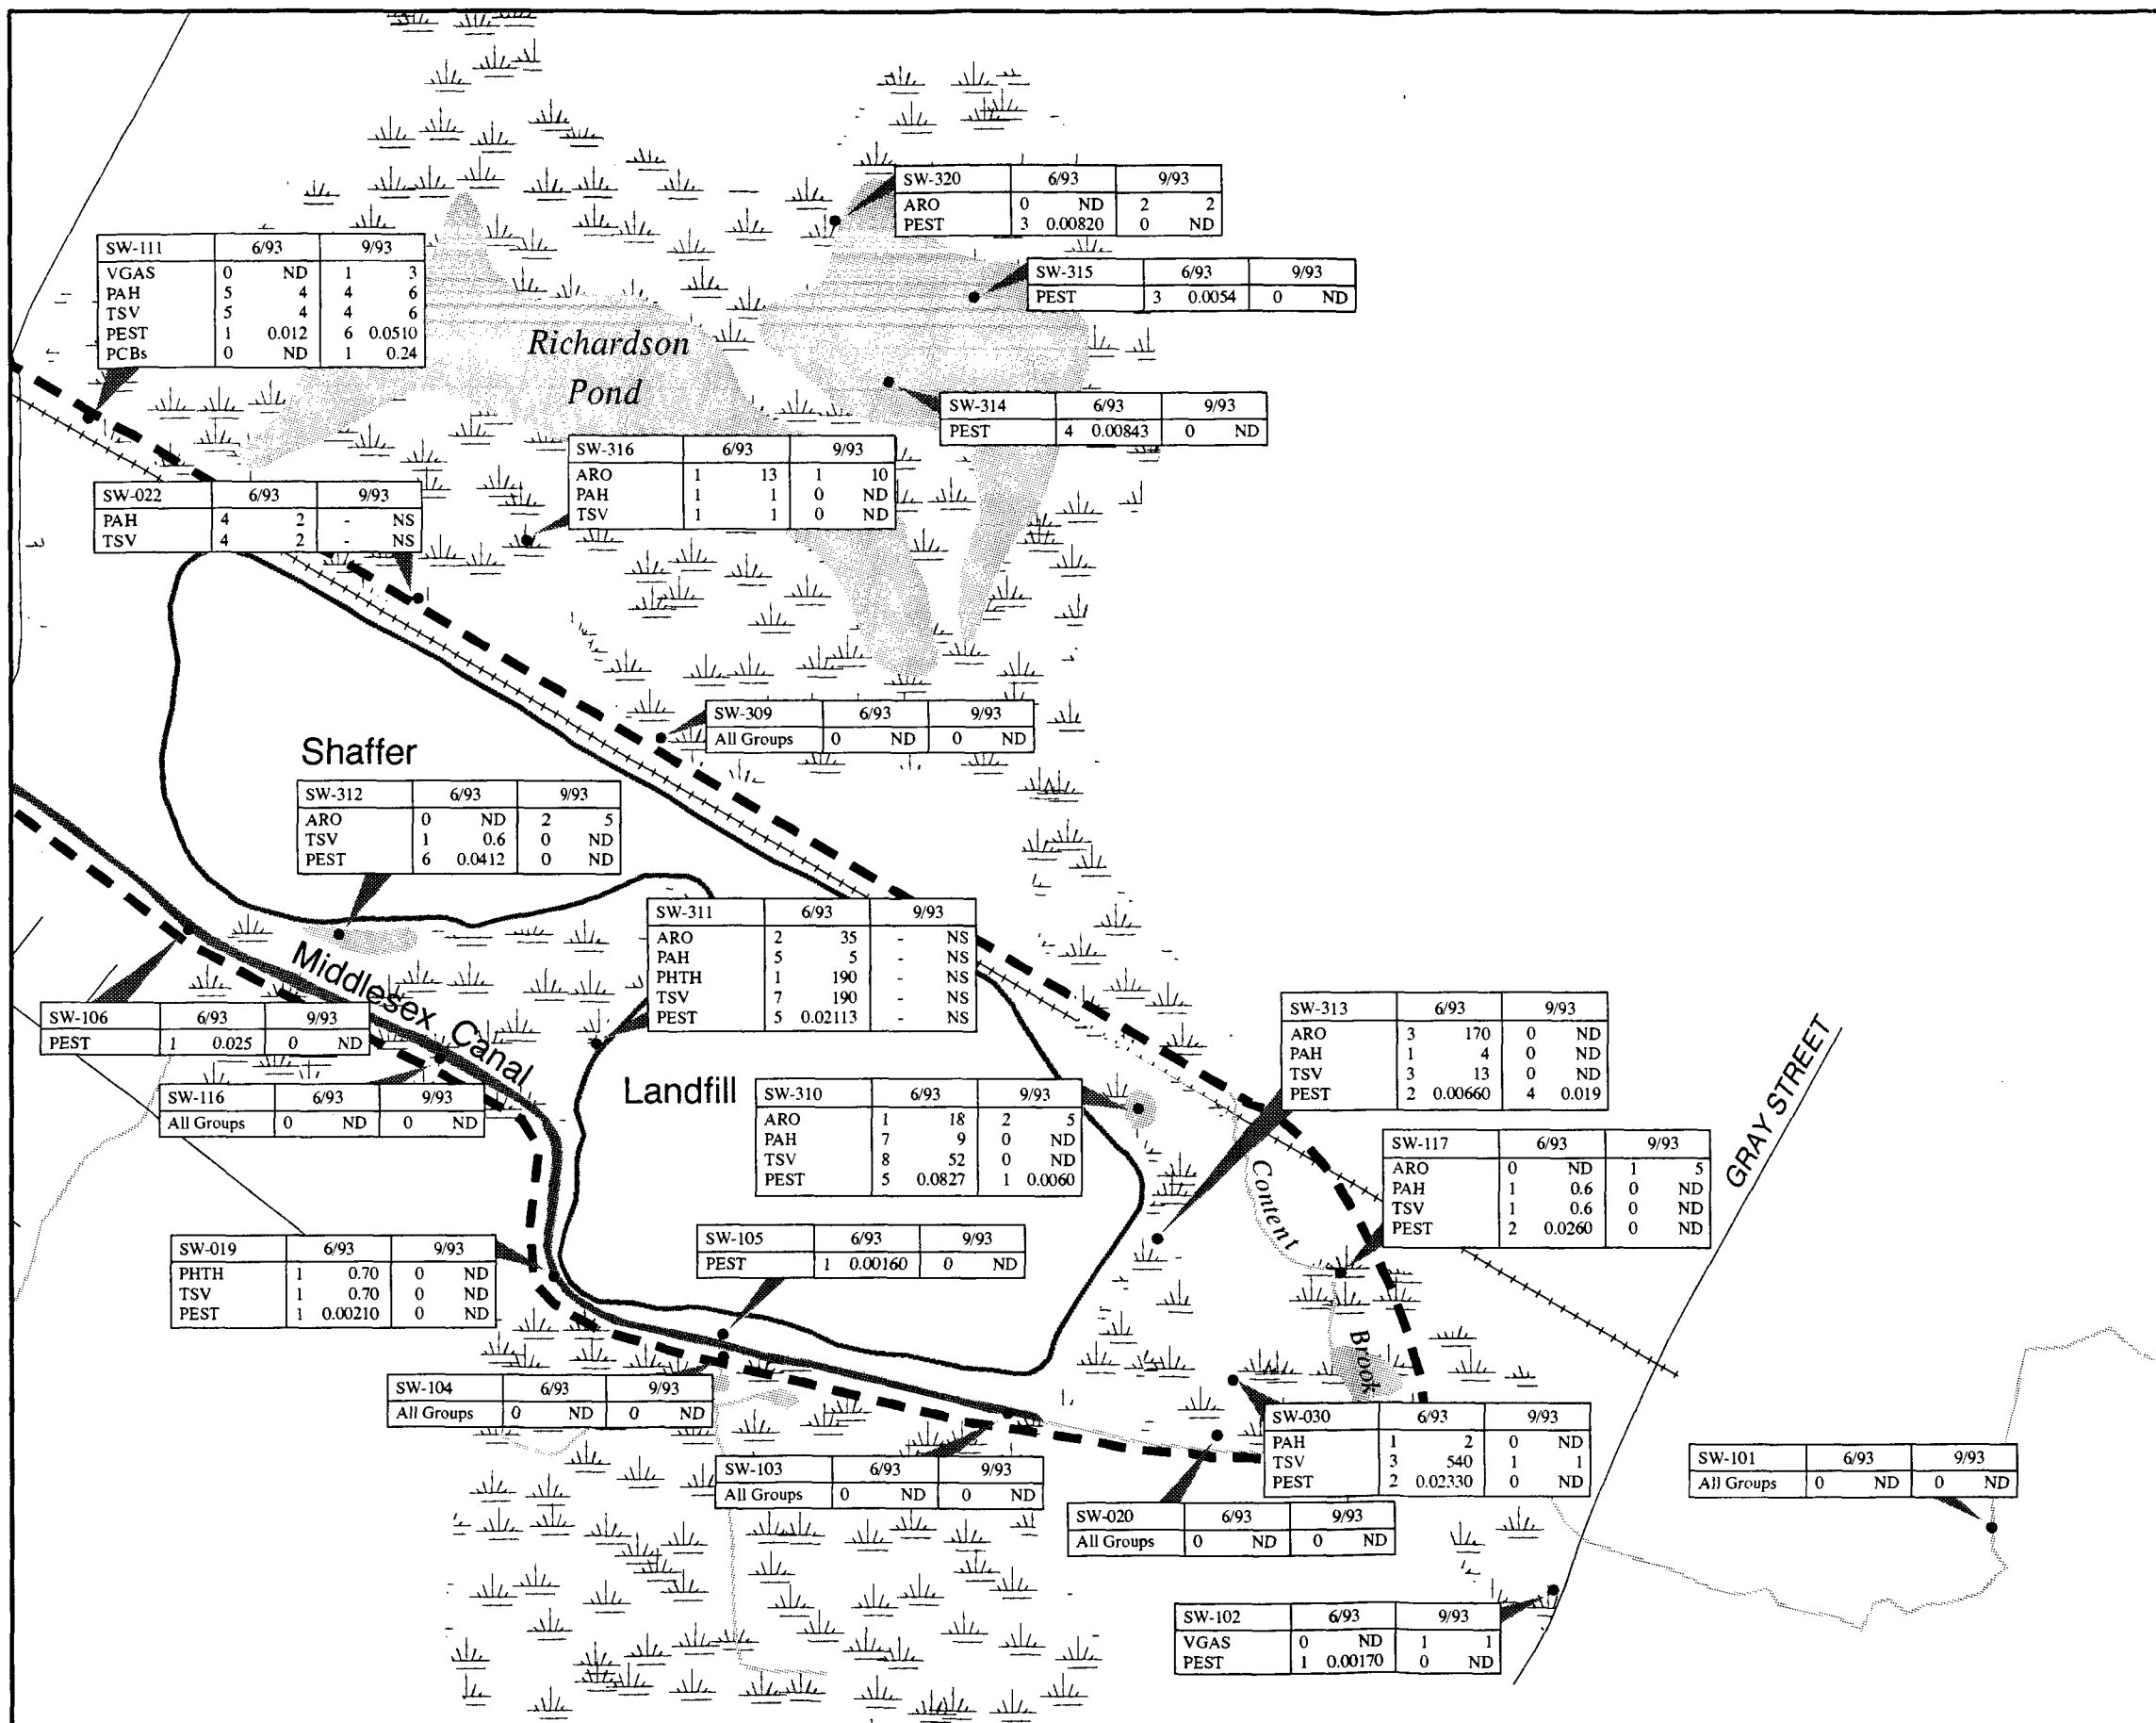 SW-320 6/93 9/93
ARO 0 ND 2 2
PEST 3 0.00820 0 ND
SW-111 6/93 9/93
VGAS 0 ND 1 3
PAH 5 4 4 6
TSV 5 4 4 6
PEST 1 0.012 6 0.0510
PCBs 0 ND 1 0.24
SW-315 6/93 9/93
PEST 3 0.0054 0 ND
Richardson
Pond
SW-314 6/93 9/93
PEST 4 0.00843 0 ND
SW-316 6/93 9/93
ARO 1 13 1 10
PAH 1 1 0 ND
TSV 1 1 0 ND
SW-022 6/93 9/93
PAH 4 2 - NS
TSV 4 2 - NS
SW-309 6/93 9/93
All Groups 0 ND 0 ND
Shaffer
SW-312 6/93 9/93
ARO 0 ND 2 5
TSV 1 0.6 0 ND
PEST 6 0.0412 0 ND
SW-311 6/93 9/93
ARO 2 35 - NS
PAH 5 5 - NS
PHTH 1 190 - NS
TSV 7 190 - NS
PEST 5 0.02113 - NS
Middlesex Canal
SW-106 6/93 9/93
PEST 1 0.025 0 ND
SW-313 6/93 9/93
ARO 3 170 0 ND
PAH 1 4 0 ND
TSV 3 13 0 ND
PEST 2 0.00660 4 0.019
SW-116 6/93 9/93
All Groups 0 ND 0 ND
Landfill
SW-310 6/93 9/93
ARO 1 18 2 5
PAH 7 9 0 ND
TSV 8 52 0 ND
PEST 5 0.0827 1 0.0060
GRAY STREET
SW-117 6/93 9/93
ARO 0 ND 1 5
PAH 1 0.6 0 ND
TSV 1 0.6 0 ND
PEST 2 0.0260 0 ND
Content
Brook
SW-019 6/93 9/93
PHTH 1 0.70 0 ND
TSV 1 0.70 0 ND
PEST 1 0.00210 0 ND
SW-105 6/93 9/93
PEST 1 0.00160 0 ND
SW-104 6/93 9/93
All Groups 0 ND 0 ND
SW-030 6/93 9/93
PAH 1 2 0 ND
TSV 3 540 1 1
PEST 2 0.02330 0 ND
SW-101 6/93 9/93
All Groups 0 ND 0 ND
SW-103 6/93 9/93
All Groups 0 ND 0 ND
SW-020 6/93 9/93
All Groups 0 ND 0 ND
SW-102 6/93 9/93
VGAS 0 ND 1 1
PEST 1 0.00170 0 ND